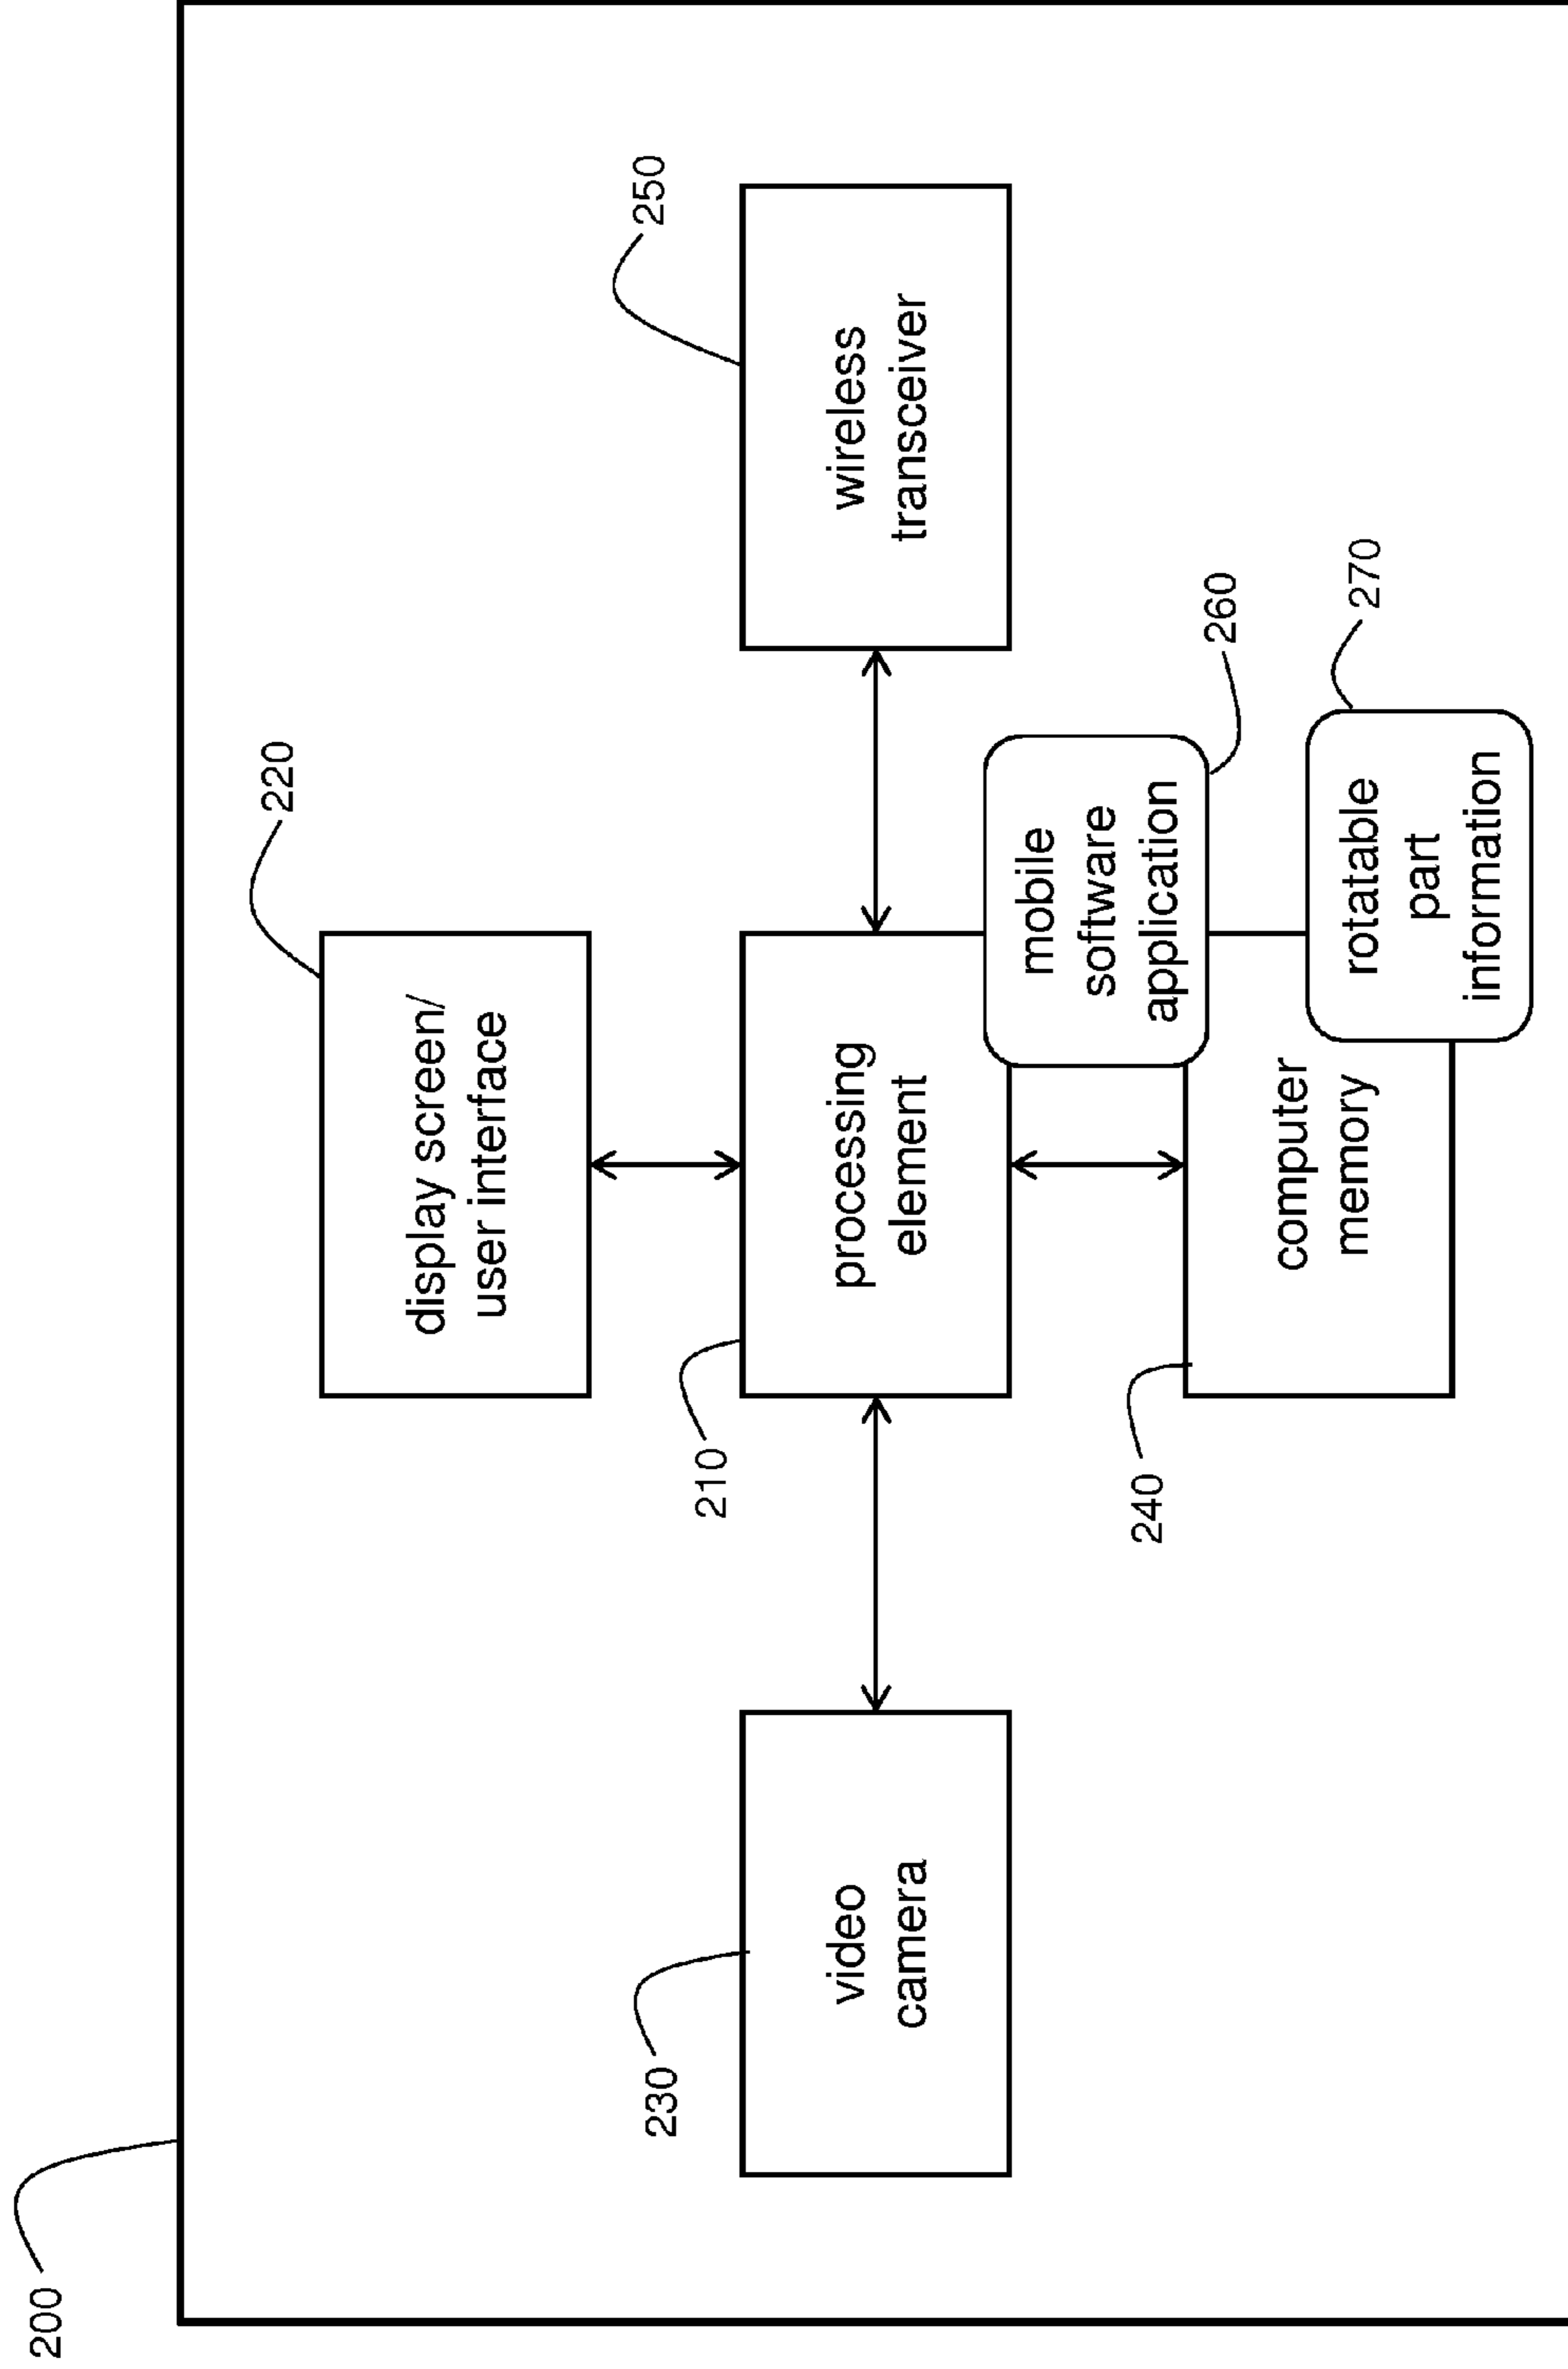 200
220
display screen/
user interface
250
230
video
camera
210
processing
element
wireless
transceiver
mobile
software
application
260
240
computer
memory
rotatable
part
information
270